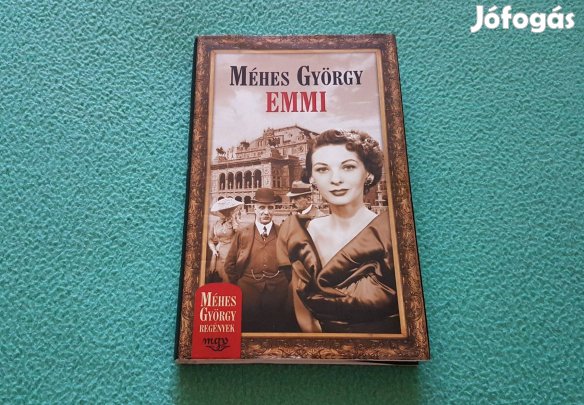 Jófogás
MÉHES GYÖRGY
EMMI
MÉHES
GYÖRGY
REGÉNYEK
mgy